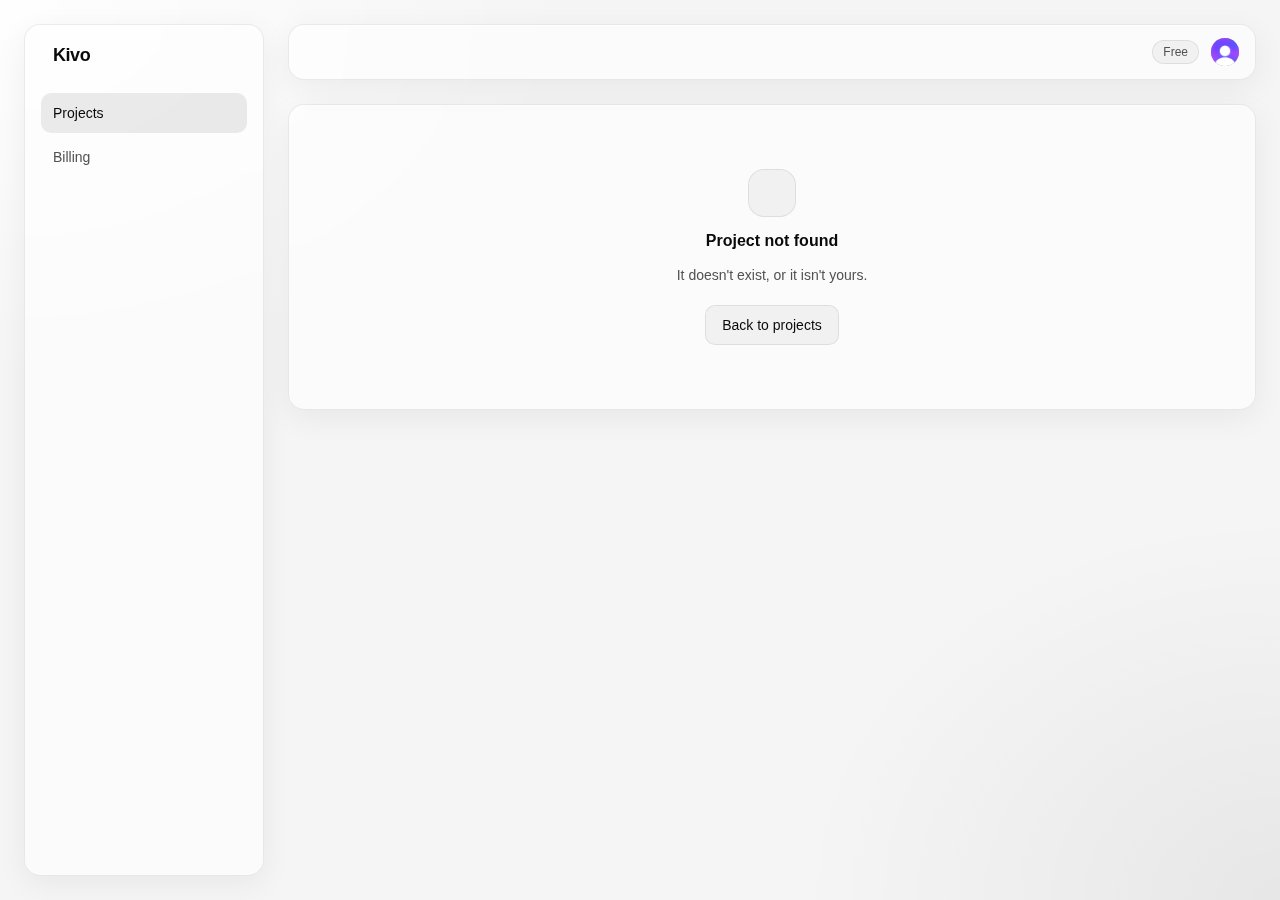 Kivo
Projects
Billing
Free
Project not found
It doesn't exist, or it isn't yours.
Back to projects